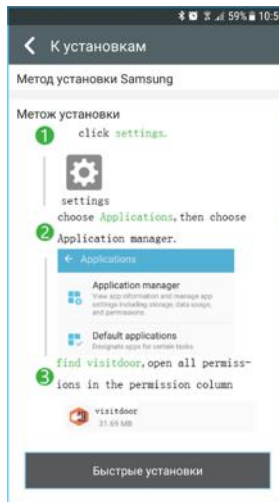 59% 10:5
К установкам
Метод установки Samsung
Метож установки
1 click settings.
settings
choose Applications, then choose
2 Application manager.
Applications
Application manager
View app information and manage app
settings including storage, data usage,
and permissions.
Default applications
Designate apps for certain tasks.
find visitdoor, open all permiss-
3 ions in the permission column
visitdoor
31.69 MB
Быстрые установки